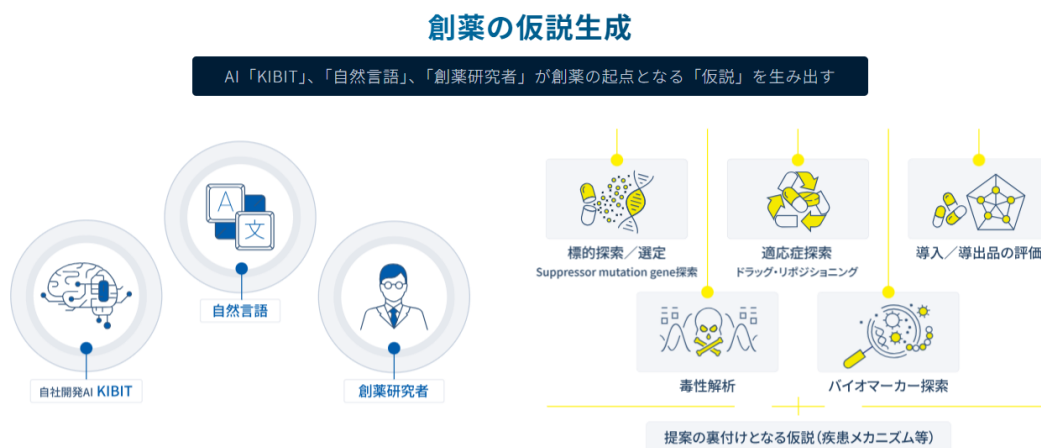 創薬の仮説生成
AI「KIBIT」、「自然言語」、「創薬研究者」が創薬の起点となる「仮説」を生み出す
A
文
自然言語
自社開発AI KIBIT
創薬研究者
標的探索／選定
Suppressor mutation gene探索
適応症探索
ドラッグ・リポジショニング
導入／導出品の評価
毒性解析
バイオマーカー探索
提案の裏付けとなる仮説（疾患メカニズム等）